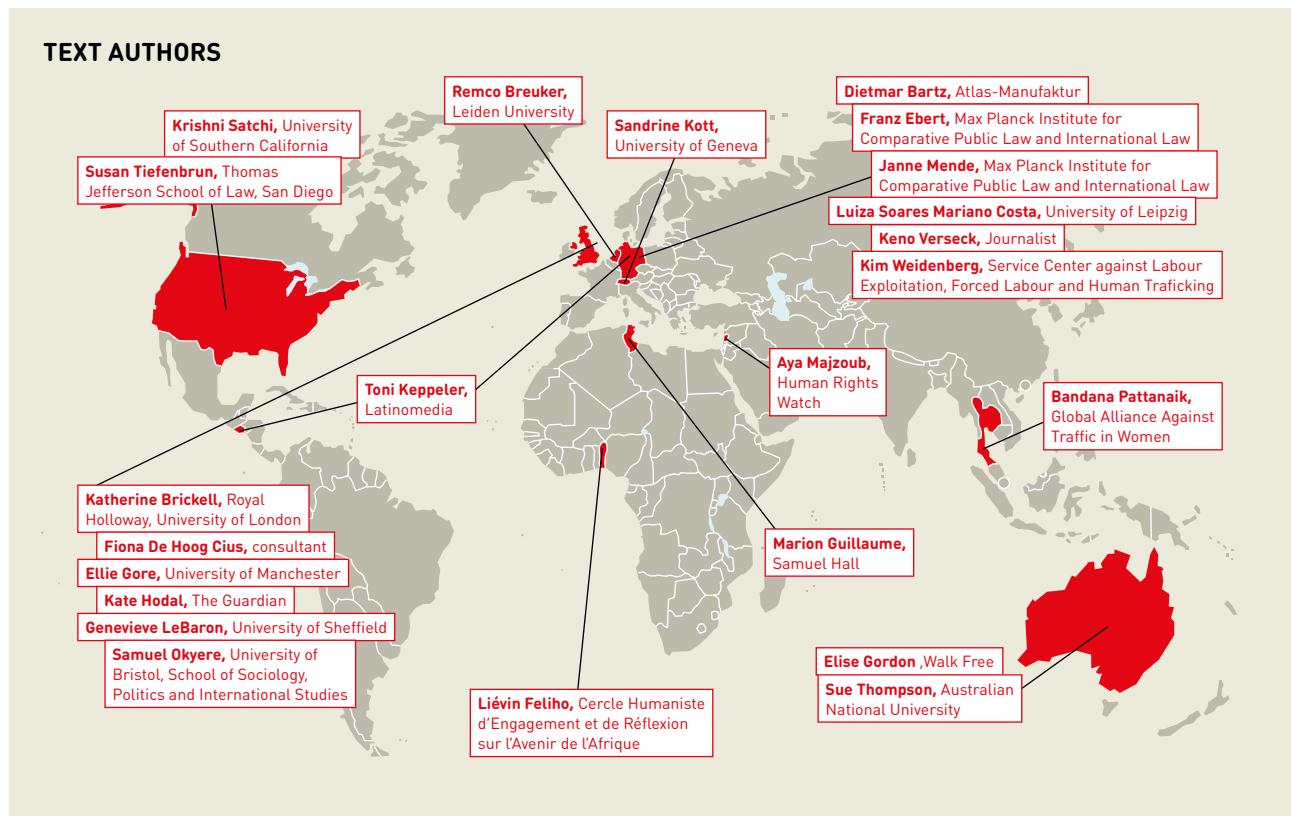 TEXT AUTHORS
Remco Breuker,
Leiden University
Krishni Satchi, University
of Southern California
Susan Tiefenbrun, Thomas
Jefferson School of Law, San Diego
Sandrine Kott,
University of Geneva
Dietmar Bartz, Atlas-Manufaktur
Franz Ebert, Max Planck Institute for
Comparative Public Law and International Law
Janne Mende, Max Planck Institute for
Comparative Public Law and International Law
Luiza Soares Mariano Costa, University of Leipzig
Keno Verseck, Journalist
Kim Weidenberg, Service Center against Labour
Exploitation, Forced Labour and Human Traficking
Toni Keppeler,
Latinomedia
Aya Majzoub,
Human Rights
Watch
Bandana Pattanaik,
Global Alliance Against
Traffic in Women
Katherine Brickell, Royal
Holloway, University of London
Fiona De Hoog Cius, consultant
Ellie Gore, University of Manchester
Kate Hodal, The Guardian
Genevieve LeBaron, University of Sheffield
Samuel Okyere, University of
Bristol, School of Sociology,
Politics and International Studies
Marion Guillaume,
Samuel Hall
Liévin Feliho, Cercle Humaniste
d'Engagement et de Réflexion
sur l'Avenir de l'Afrique
Elise Gordon ,Walk Free
Sue Thompson, Australian
National University